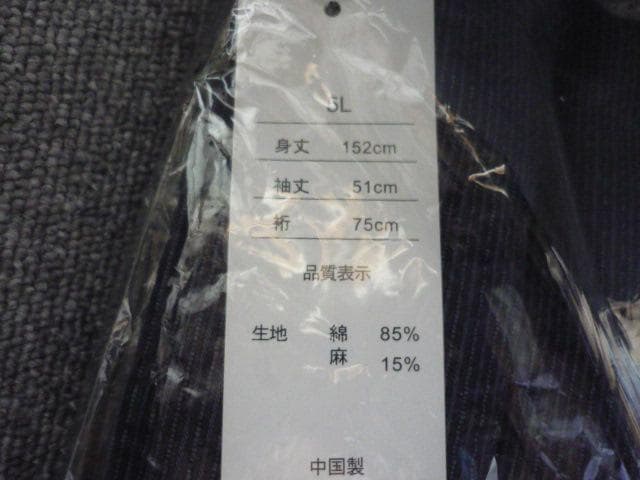 5L
身丈 152cm
袖丈 51cm
裄 75cm
品質表示
生地 綿 85%
麻 15%
中国製